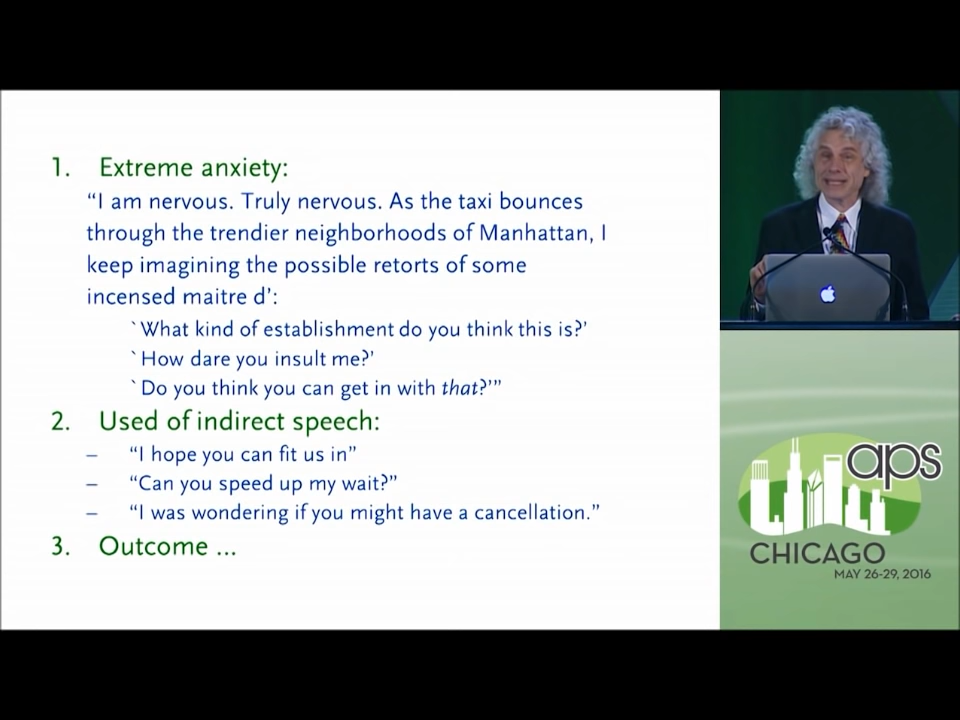 1. Extreme anxiety:
“I am nervous. Truly nervous. As the taxi bounces
through the trendier neighborhoods of Manhattan, I
keep imagining the possible retorts of some
incensed maitre d’:
`What kind of establishment do you think this is?’
`How dare you insult me?’
`Do you think you can get in with that?’”
2. Used of indirect speech:
– “I hope you can fit us in”
– “Can you speed up my wait?”
– “I was wondering if you might have a cancellation.”
3. Outcome ...
aps
CHICAGO
MAY 26-29, 2016